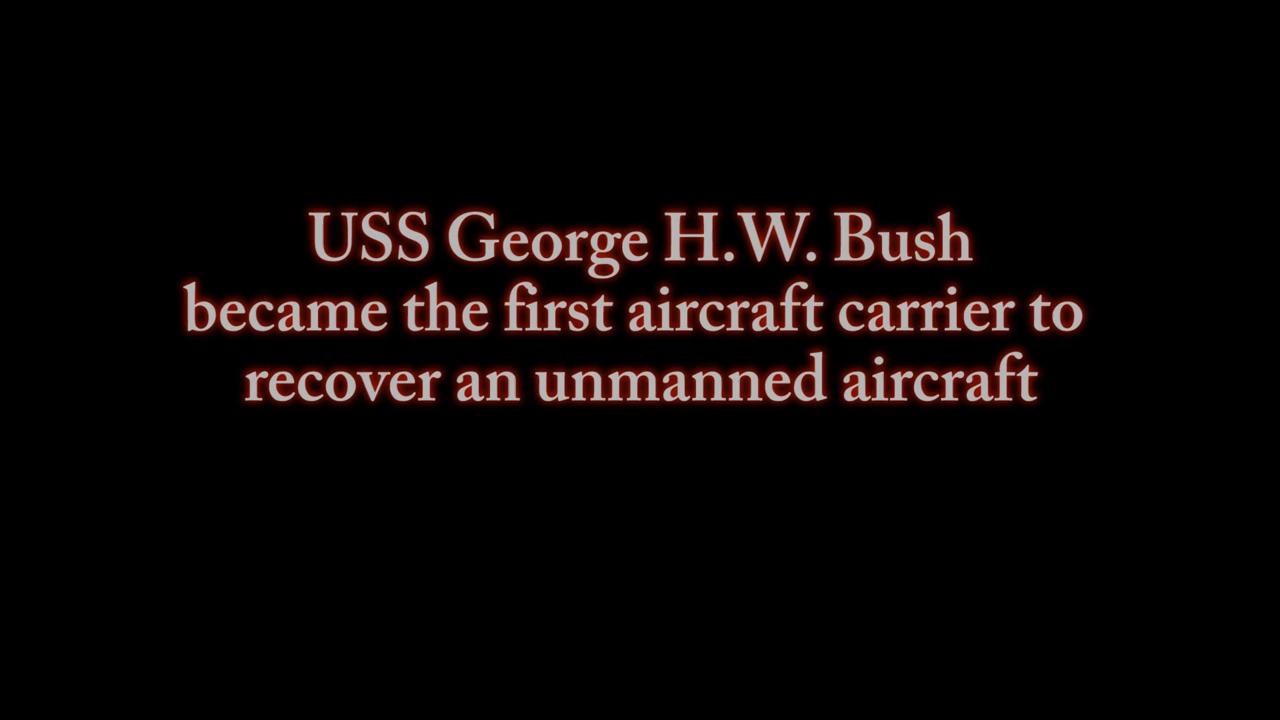 USS George H.W. Bush
became the first aircraft carrier to
recover an unmanned aircraft